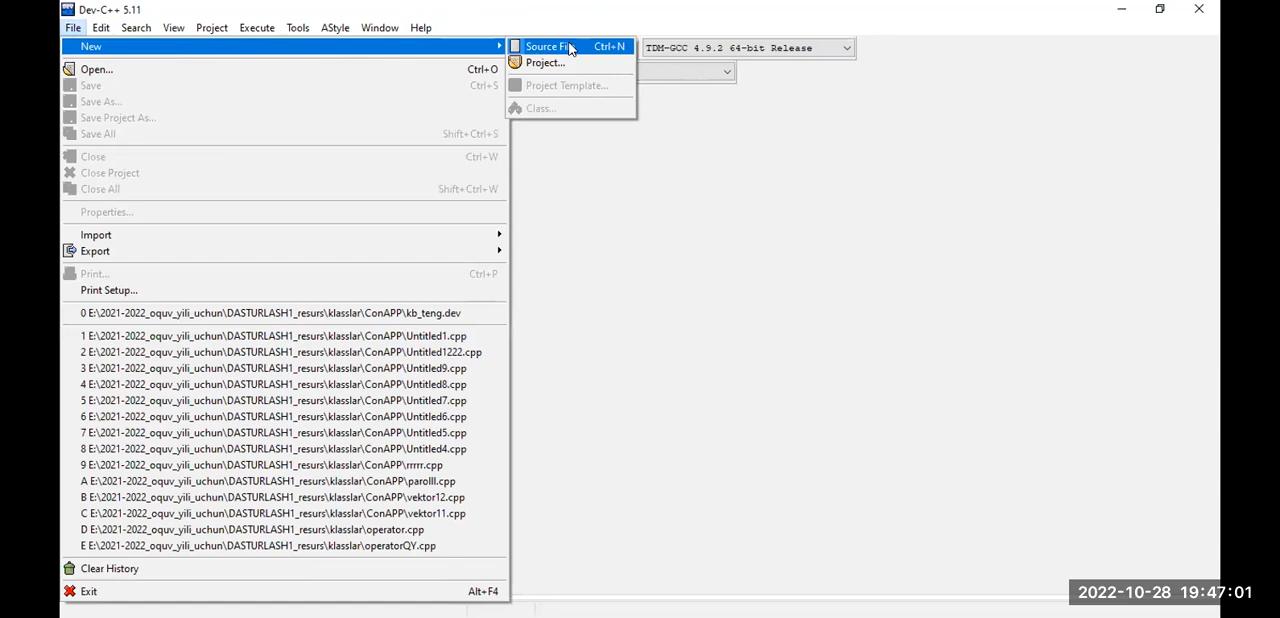 Dev-C++ 5.11
File Edit Search View Project Execute Tools AStyle Window Help
New
Source Fi Ctrl+N
TDM-GCC 4.9.2 64-bit Release
Project...
Open... Ctrl+O
Save Ctrl+S
Project Template...
Save As...
Class...
Save Project As...
Save All Shift+Ctrl+S
Close Ctrl+W
Close Project
Close All Shift+Ctrl+W
Properties...
Import
Export
Print... Ctrl+P
Print Setup...
0 E:\2021-2022_oquv_yili_uchun\DASTURLASH1_resurs\klasslar\ConAPP\kb_teng.dev
1 E:\2021-2022_oquv_yili_uchun\DASTURLASH1_resurs\klasslar\ConAPP\Untitled1.cpp
2 E:\2021-2022_oquv_yili_uchun\DASTURLASH1_resurs\klasslar\ConAPP\Untitled1222.cpp
3 E:\2021-2022_oquv_yili_uchun\DASTURLASH1_resurs\klasslar\ConAPP\Untitled9.cpp
4 E:\2021-2022_oquv_yili_uchun\DASTURLASH1_resurs\klasslar\ConAPP\Untitled8.cpp
5 E:\2021-2022_oquv_yili_uchun\DASTURLASH1_resurs\klasslar\ConAPP\Untitled7.cpp
6 E:\2021-2022_oquv_yili_uchun\DASTURLASH1_resurs\klasslar\ConAPP\Untitled6.cpp
7 E:\2021-2022_oquv_yili_uchun\DASTURLASH1_resurs\klasslar\ConAPP\Untitled5.cpp
8 E:\2021-2022_oquv_yili_uchun\DASTURLASH1_resurs\klasslar\ConAPP\Untitled4.cpp
9 E:\2021-2022_oquv_yili_uchun\DASTURLASH1_resurs\klasslar\ConAPP\rrrrr.cpp
A E:\2021-2022_oquv_yili_uchun\DASTURLASH1_resurs\klasslar\ConAPP\parolll.cpp
B E:\2021-2022_oquv_yili_uchun\DASTURLASH1_resurs\klasslar\ConAPP\vektor12.cpp
C E:\2021-2022_oquv_yili_uchun\DASTURLASH1_resurs\klasslar\ConAPP\vektor11.cpp
D E:\2021-2022_oquv_yili_uchun\DASTURLASH1_resurs\klasslar\operator.cpp
E E:\2021-2022_oquv_yili_uchun\DASTURLASH1_resurs\klasslar\operatorQY.cpp
Clear History
Exit Alt+F4
2022-10-28 19:47:01